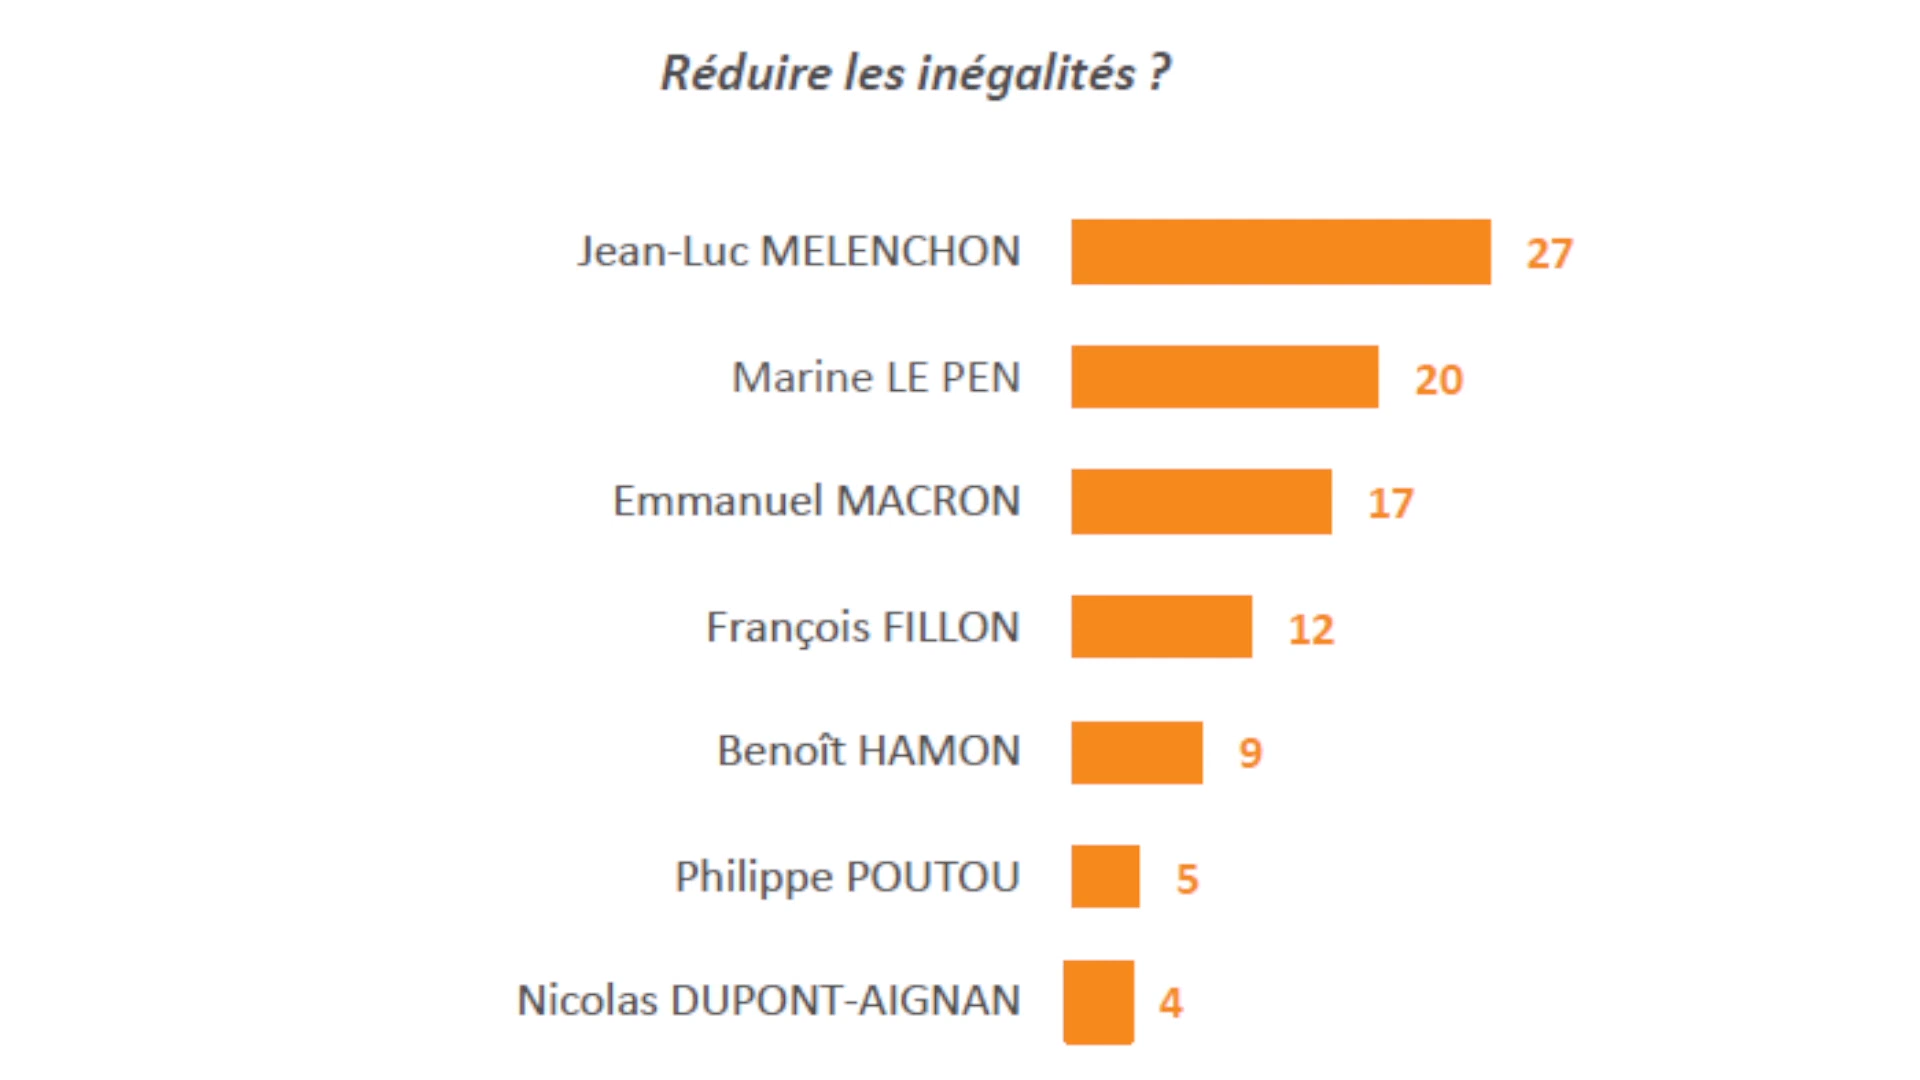 Réduire les inégalités ?
Jean-Luc MELENCHON 27
Marine LE PEN 20
Emmanuel MACRON 17
François FILLON 12
Benoît HAMON 9
Philippe POUTOU 5
Nicolas DUPONT-AIGNAN 4